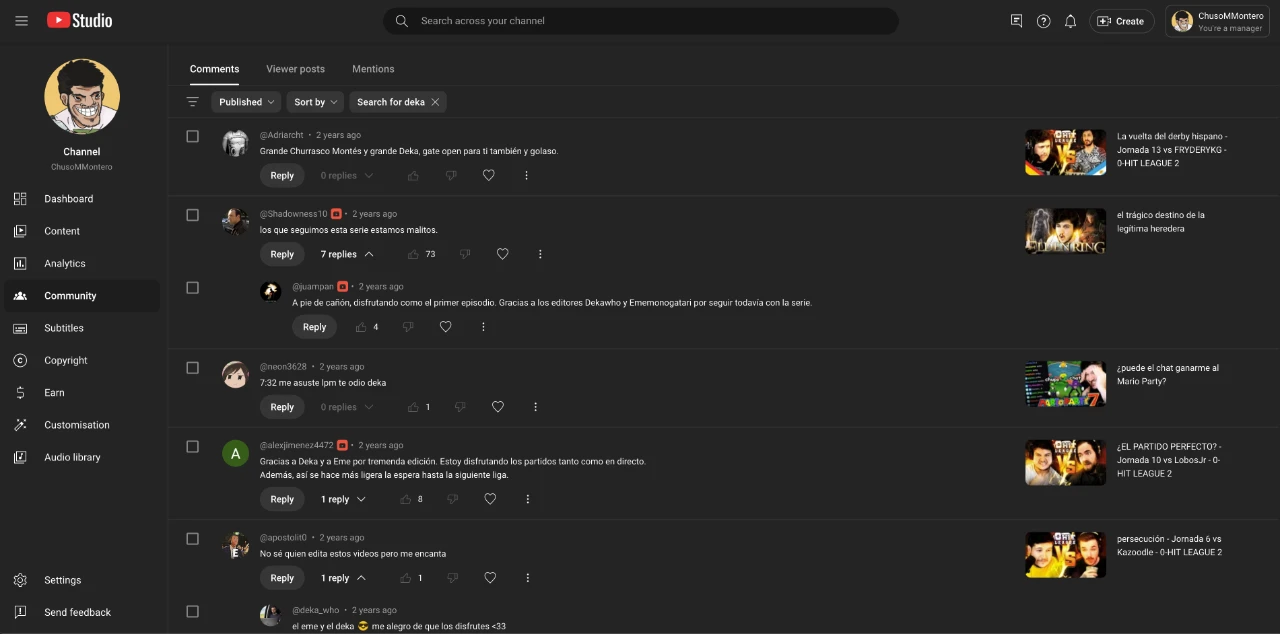 Studio
Search across your channel
Create
ChusoMMontero
You're a manager
Channel
ChusoMMontero
Dashboard
Content
Analytics
Community
Subtitles
Copyright
Earn
Customisation
Audio library
Settings
Send feedback
Comments
Viewer posts
Mentions
Published
Sort by
Search for deka
@Adriarcht • 2 years ago
Grande Churrasco Montés y grande Deka, gate open para ti también y golaso.
Reply
0 replies
La vuelta del derby hispano -
Jornada 13 vs FRYDERYKG -
0-HIT LEAGUE 2
@Shadowness10 • 2 years ago
los que seguimos esta serie estamos malitos.
Reply
7 replies
73
ELDEN RING
el trágico destino de la
legítima heredera
@juampan • 2 years ago
A pie de cañón, disfrutando como el primer episodio. Gracias a los editores Dekawho y Ememonogatari por seguir todavía con la serie.
Reply
4
@neon3628 • 2 years ago
7:32 me asuste lpm te odio deka
Reply
0 replies
1
7
¿puede el chat ganarme al
Mario Party?
A
@alexjimenez4472 • 2 years ago
Gracias a Deka y a Eme por tremenda edición. Estoy disfrutando los partidos tanto como en directo.
Además, así se hace más ligera la espera hasta la siguiente liga.
Reply
1 reply
8
¿EL PARTIDO PERFECTO? -
Jornada 10 vs LobosJr - 0-
HIT LEAGUE 2
@apostolit0 • 2 years ago
No sé quien edita estos videos pero me encanta
Reply
1 reply
1
persecución - Jornada 6 vs
Kazoodle - 0-HIT LEAGUE 2
@deka_who • 2 years ago
el eme y el deka 😎 me alegro de que los disfrutes <33